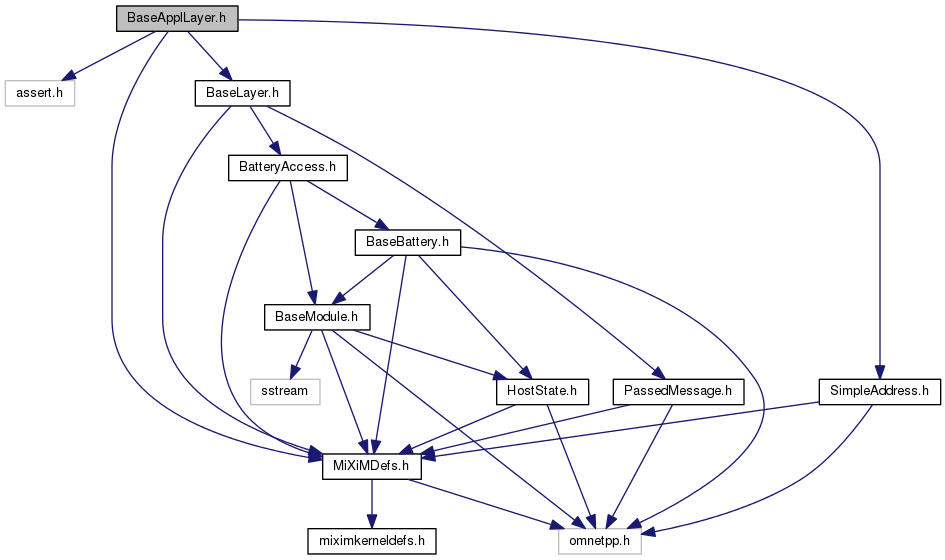 BaseApplLayer.h
assert.h
BaseLayer.h
BatteryAccess.h
BaseBattery.h
BaseModule.h
sstream
HostState.h
PassedMessage.h
SimpleAddress.h
MiXiMDefs.h
miximkerneldefs.h
omnetpp.h